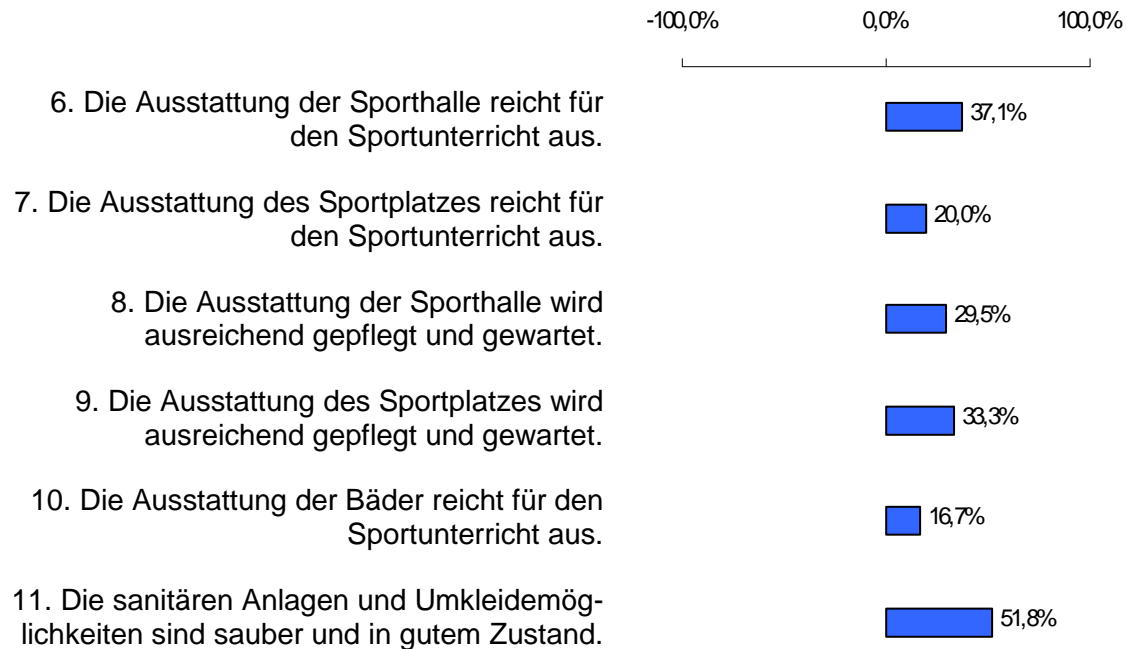 -100,0% 0,0% 100,0%
6. Die Ausstattung der Sporthalle reicht für
den Sportunterricht aus.
37,1%
7. Die Ausstattung des Sportplatzes reicht für
den Sportunterricht aus.
20,0%
8. Die Ausstattung der Sporthalle wird
ausreichend gepflegt und gewartet.
29,5%
9. Die Ausstattung des Sportplatzes wird
ausreichend gepflegt und gewartet.
33,3%
10. Die Ausstattung der Bäder reicht für den
Sportunterricht aus.
16,7%
11. Die sanitären Anlagen und Umkleidemög-
lichkeiten sind sauber und in gutem Zustand.
51,8%